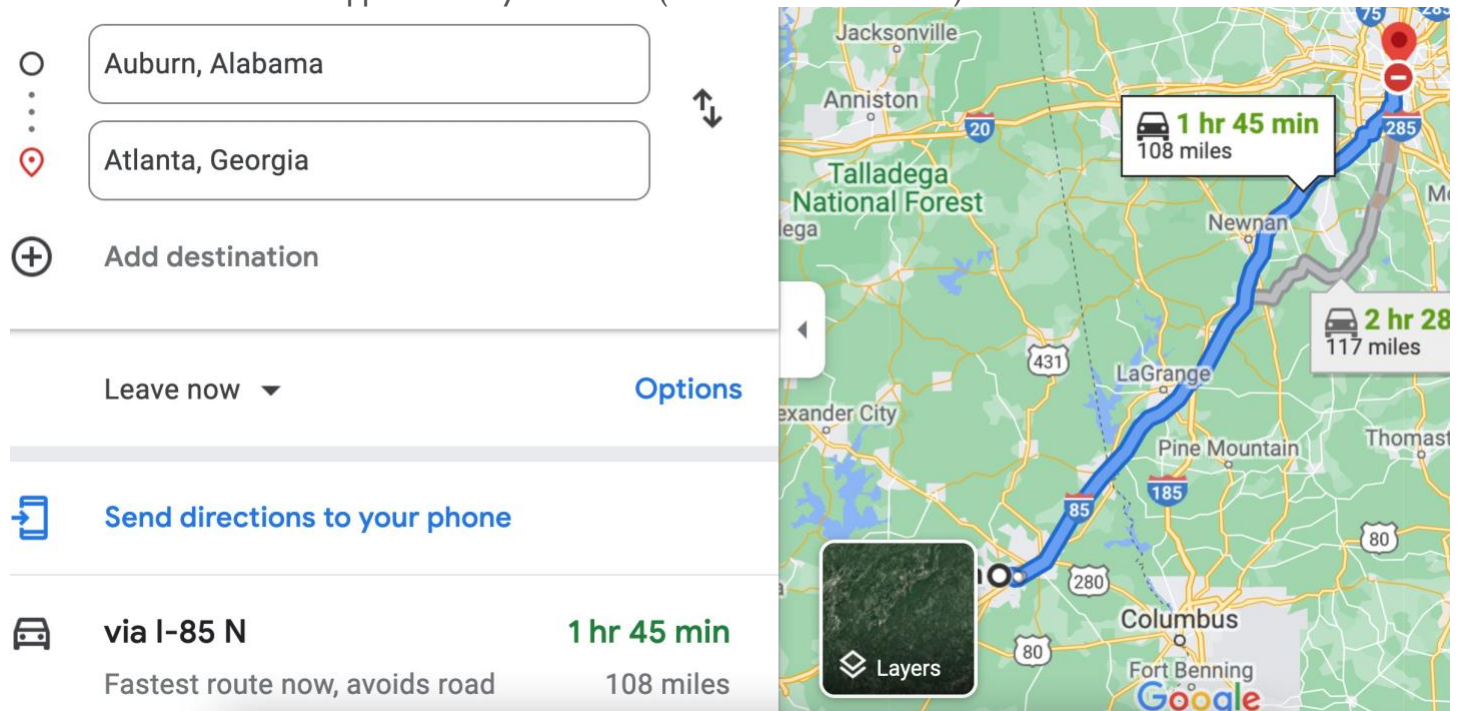 Auburn, Alabama
Atlanta, Georgia
Add destination
Leave now
Options
Send directions to your phone
via I-85 N
1 hr 45 min
Fastest route now, avoids road
108 miles
Jacksonville
75
285
Anniston
20
1 hr 45 min
108 miles
285
Talladega
National Forest
Newnan
2 hr 28
117 miles
431
LaGrange
Pine Mountain
185
85
80
280
Columbus
80
Fort Benning
Layers
Google